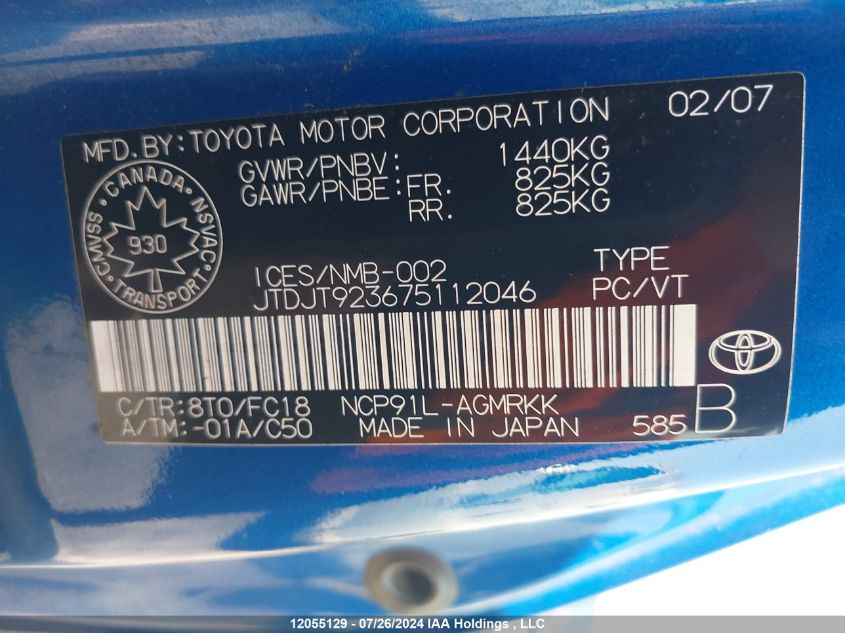 MFD.BY:TOYOTA MOTOR CORPORATION 02/07
GVWR/PNBV: 1440KG
GAWR/PNBE:FR. 825KG
RR. 825KG
CANADA
CMVSS 930 NSVAC
TRANSPORT
ICES/NMB-002 TYPE
JTDJT923675112046 PC/VT
C/TR:8T0/FC18 NCP91L-AGMRKK
A/TM:-01A/C50 MADE IN JAPAN 585 B
12055129 - 07/26/2024 IAA Holdings , LLC